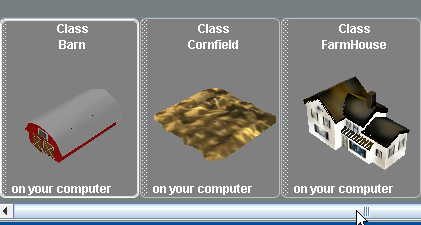 Class
Barn
on your computer
Class
Cornfield
on your computer
Class
FarmHouse
on your computer